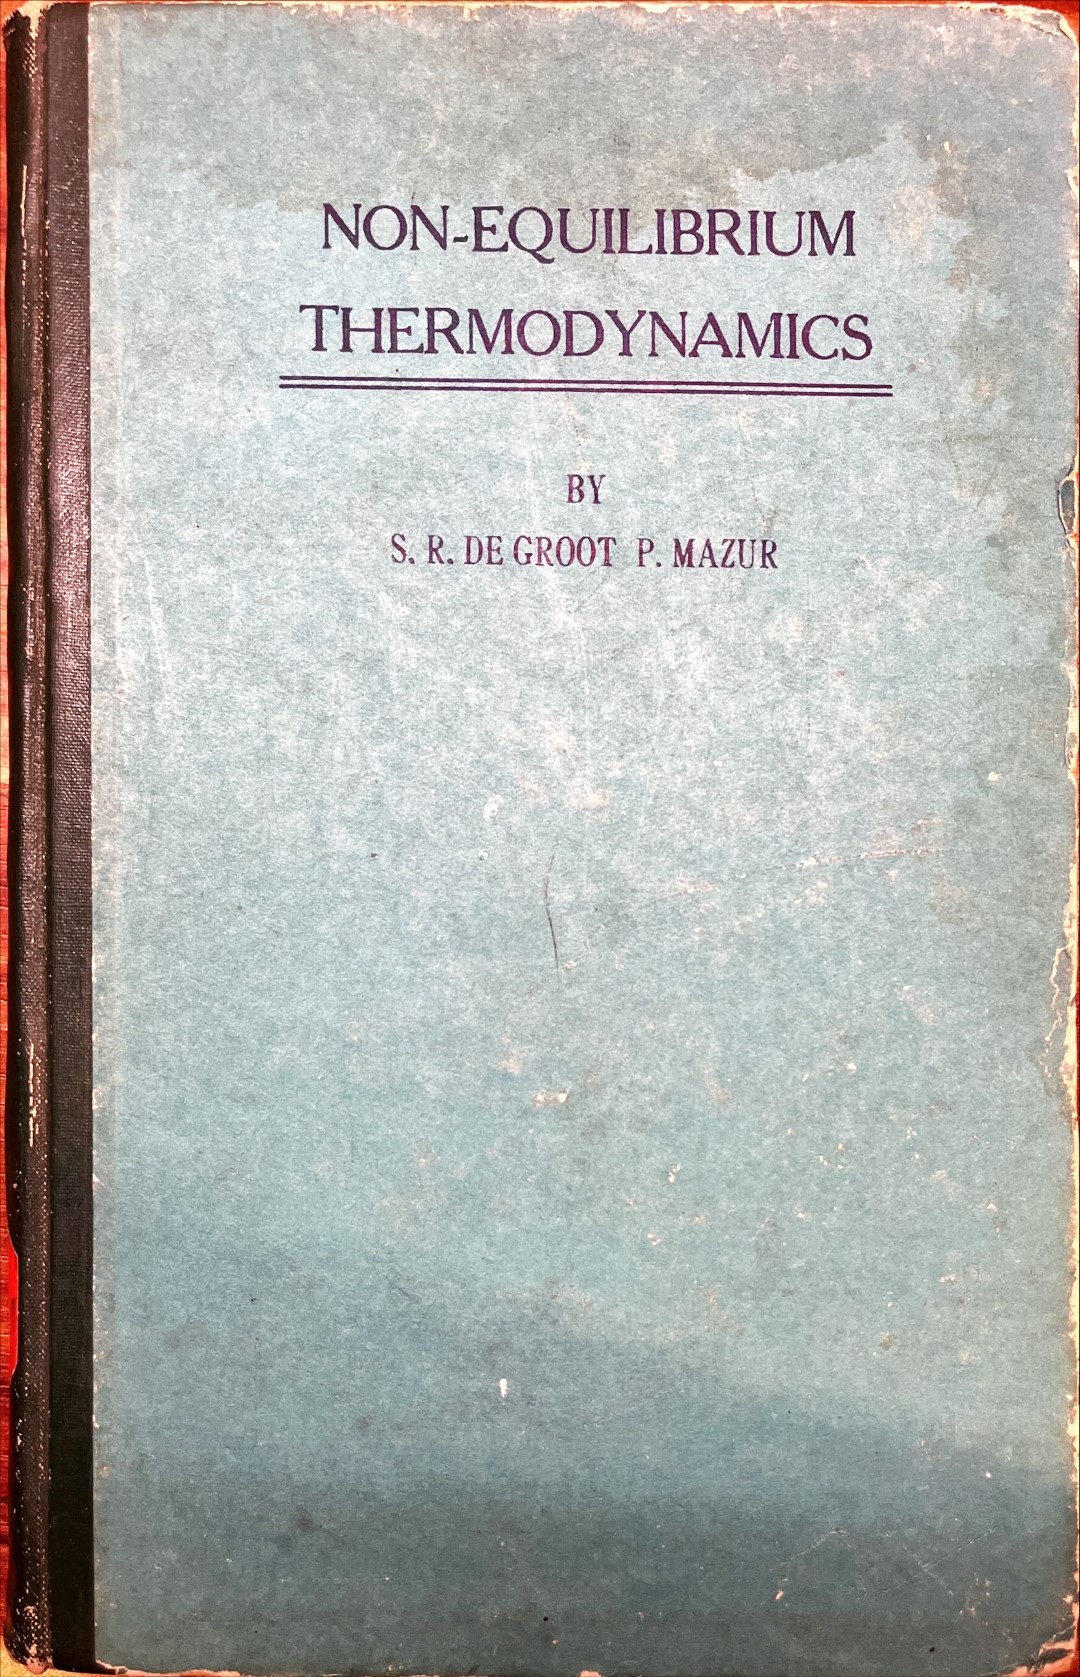 NON-EQUILIBRIUM
THERMODYNAMICS
BY
S. R. DE GROOT P. MAZUR